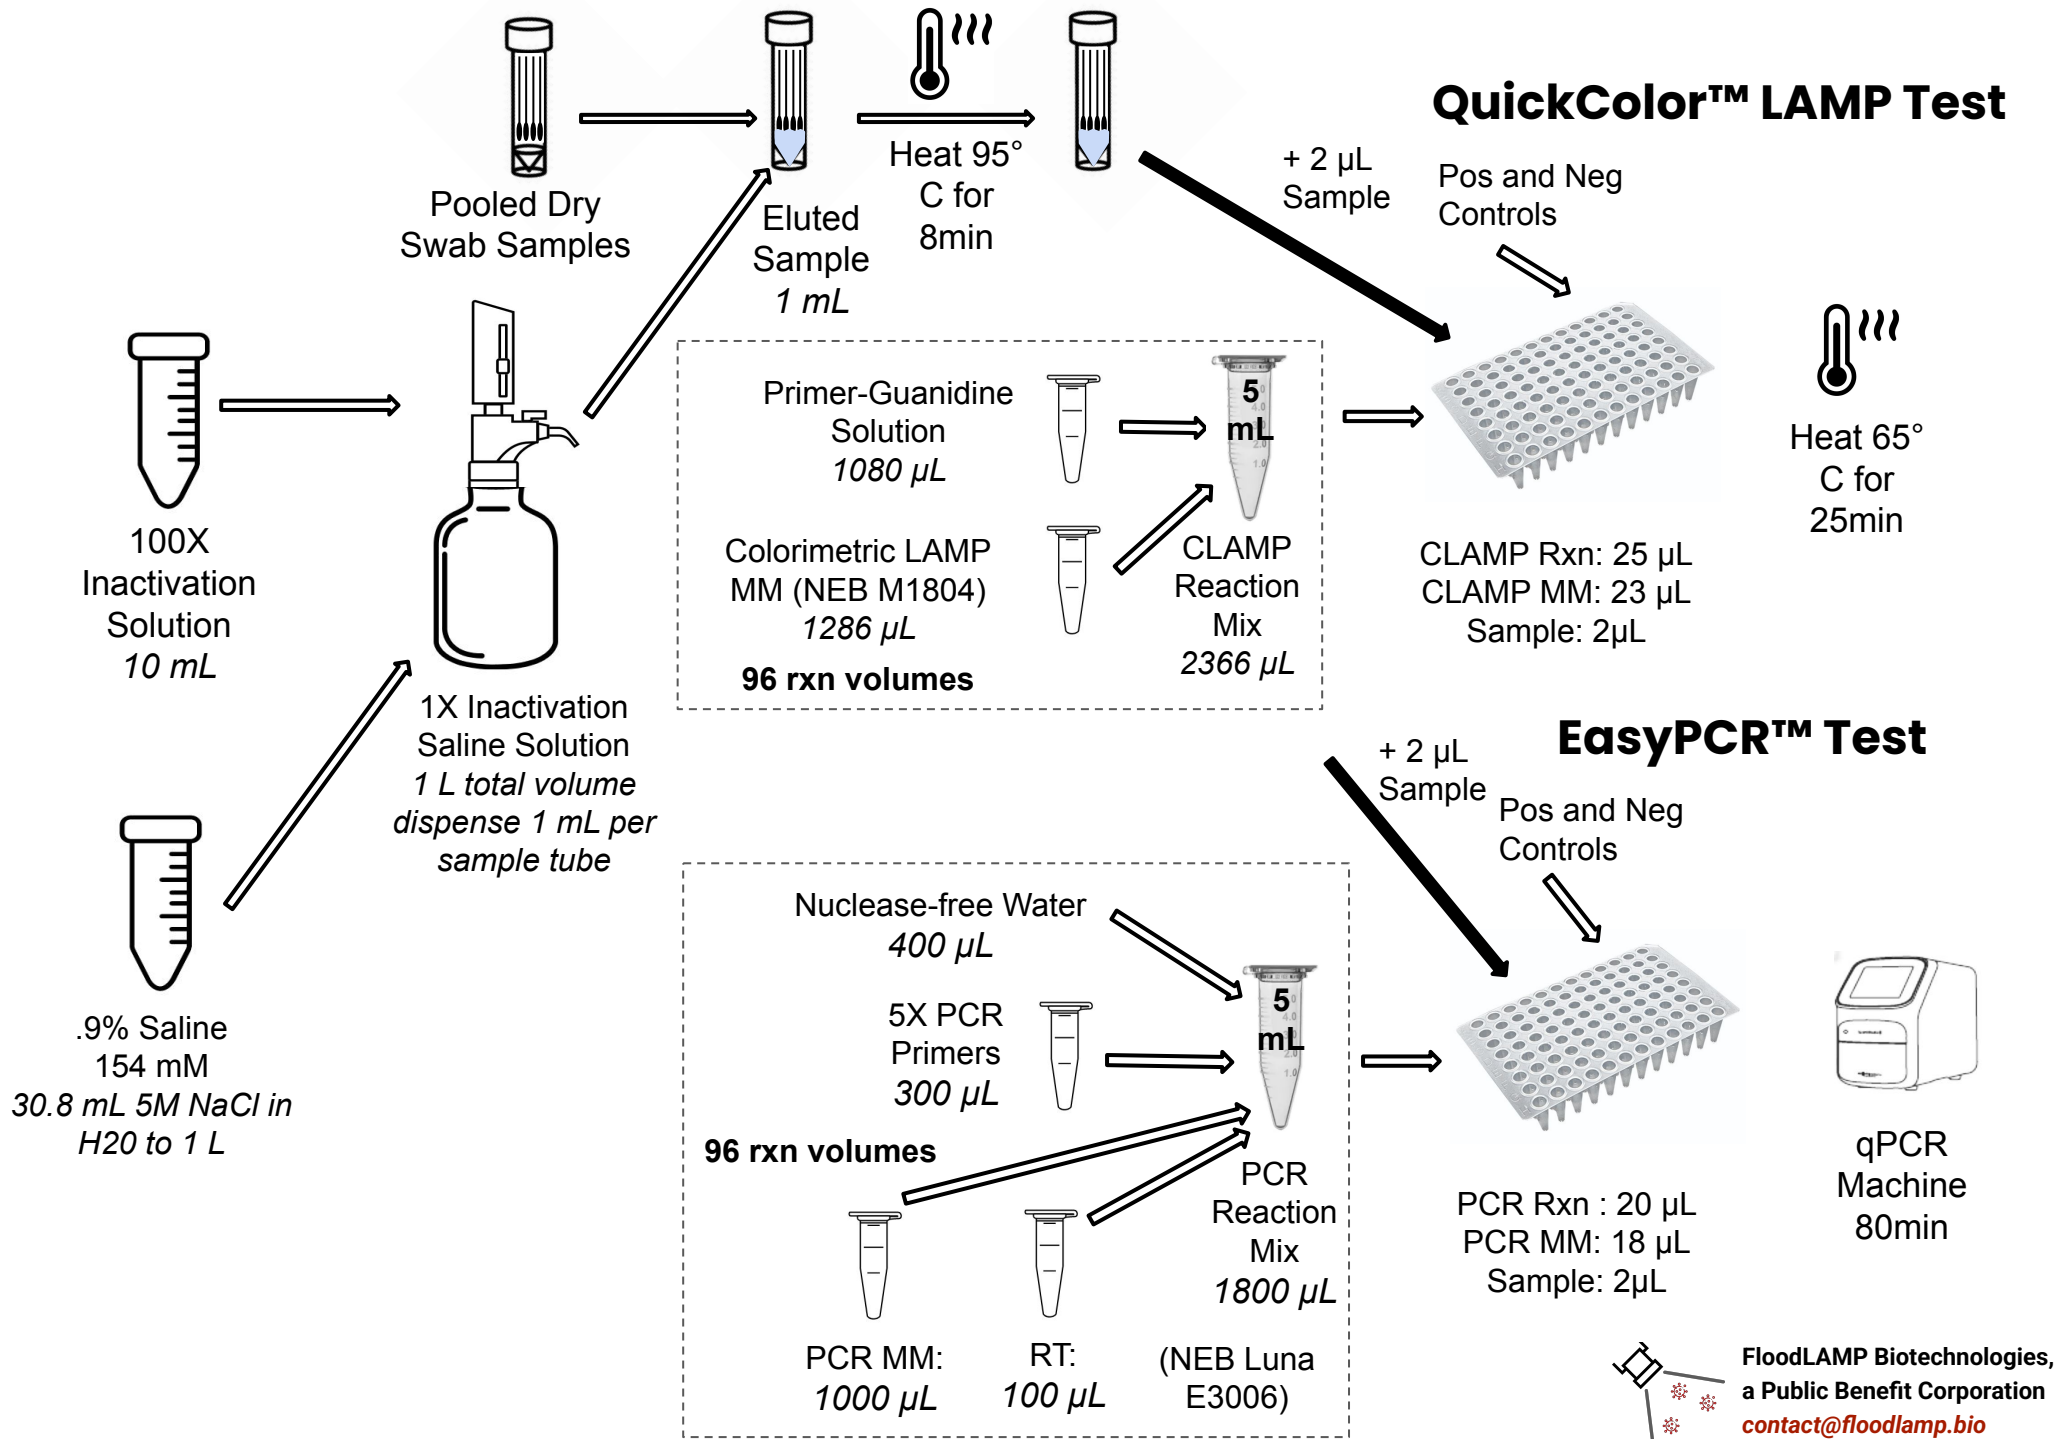 QuickColor™ LAMP Test
Pooled Dry
Swab Samples
Eluted
Sample
1 mL
Heat 95°
C for
8min
+ 2 µL
Sample
Pos and Neg
Controls
100X
Inactivation
Solution
10 mL
1X Inactivation
Saline Solution
1 L total volume
dispense 1 mL per
sample tube
.9% Saline
154 mM
30.8 mL 5M NaCl in
H20 to 1 L
Primer-Guanidine
Solution
1080 µL
5
mL
Colorimetric LAMP
MM (NEB M1804)
1286 µL
96 rxn volumes
CLAMP
Reaction
Mix
2366 µL
Heat 65°
C for
25min
CLAMP Rxn: 25 µL
CLAMP MM: 23 µL
Sample: 2µL
EasyPCR™ Test
+ 2 µL
Sample
Pos and Neg
Controls
Nuclease-free Water
400 µL
5X PCR
Primers
300 µL
5
mL
96 rxn volumes
PCR
Reaction
Mix
1800 µL
PCR MM:
1000 µL
RT:
100 µL
(NEB Luna
E3006)
PCR Rxn : 20 µL
PCR MM: 18 µL
Sample: 2µL
qPCR
Machine
80min
FloodLAMP Biotechnologies,
a Public Benefit Corporation
contact@floodlamp.bio